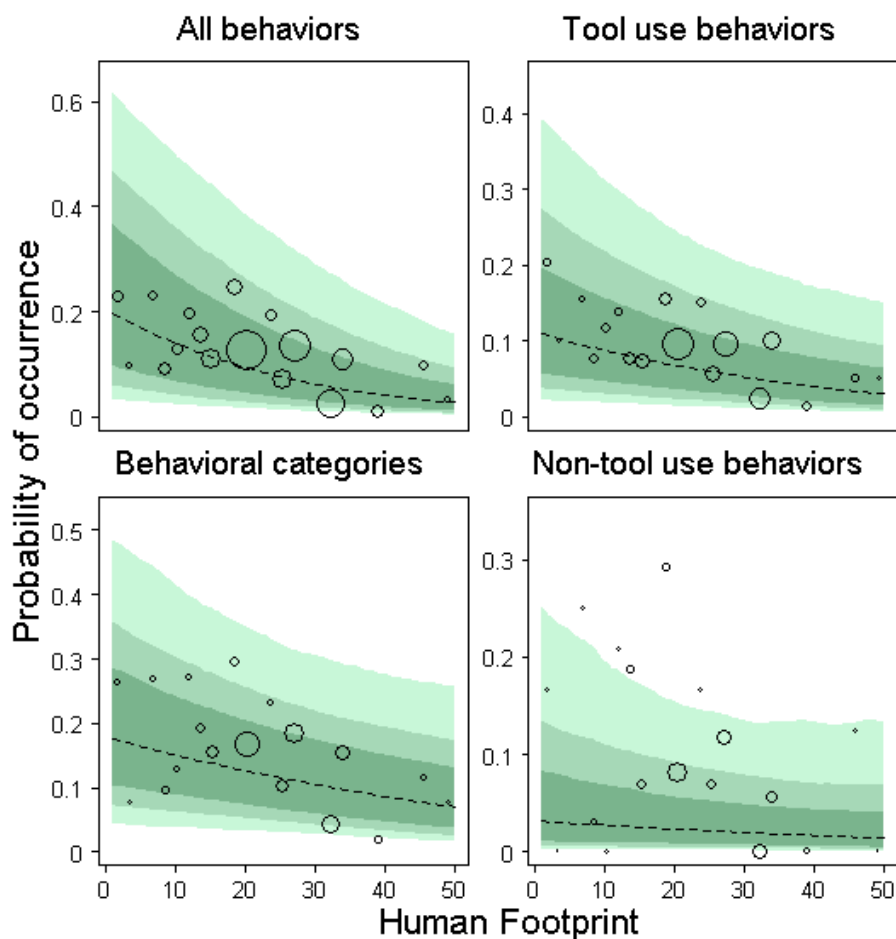 All behaviors
Tool use behaviors
0.6
0.4
0.2
0
0.4
0.3
0.2
0.1
0
Probability of occurrence
Behavioral categories
Non-tool use behaviors
0.5
0.4
0.3
0.2
0.1
0
0.3
0.2
0.1
0
0 10 20 30 40 50
0 10 20 30 40 50
Human Footprint